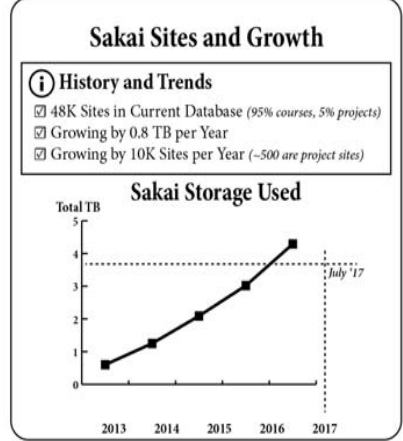 Sakai Sites and Growth
i History and Trends
☑ 48K Sites in Current Database (95% courses, 5% projects)
☑ Growing by 0.8 TB per Year
☑ Growing by 10K Sites per Year (~500 are project sites)
Sakai Storage Used
Total TB
5
4
July '17
3
2
1
0
2013 2014 2015 2016 2017